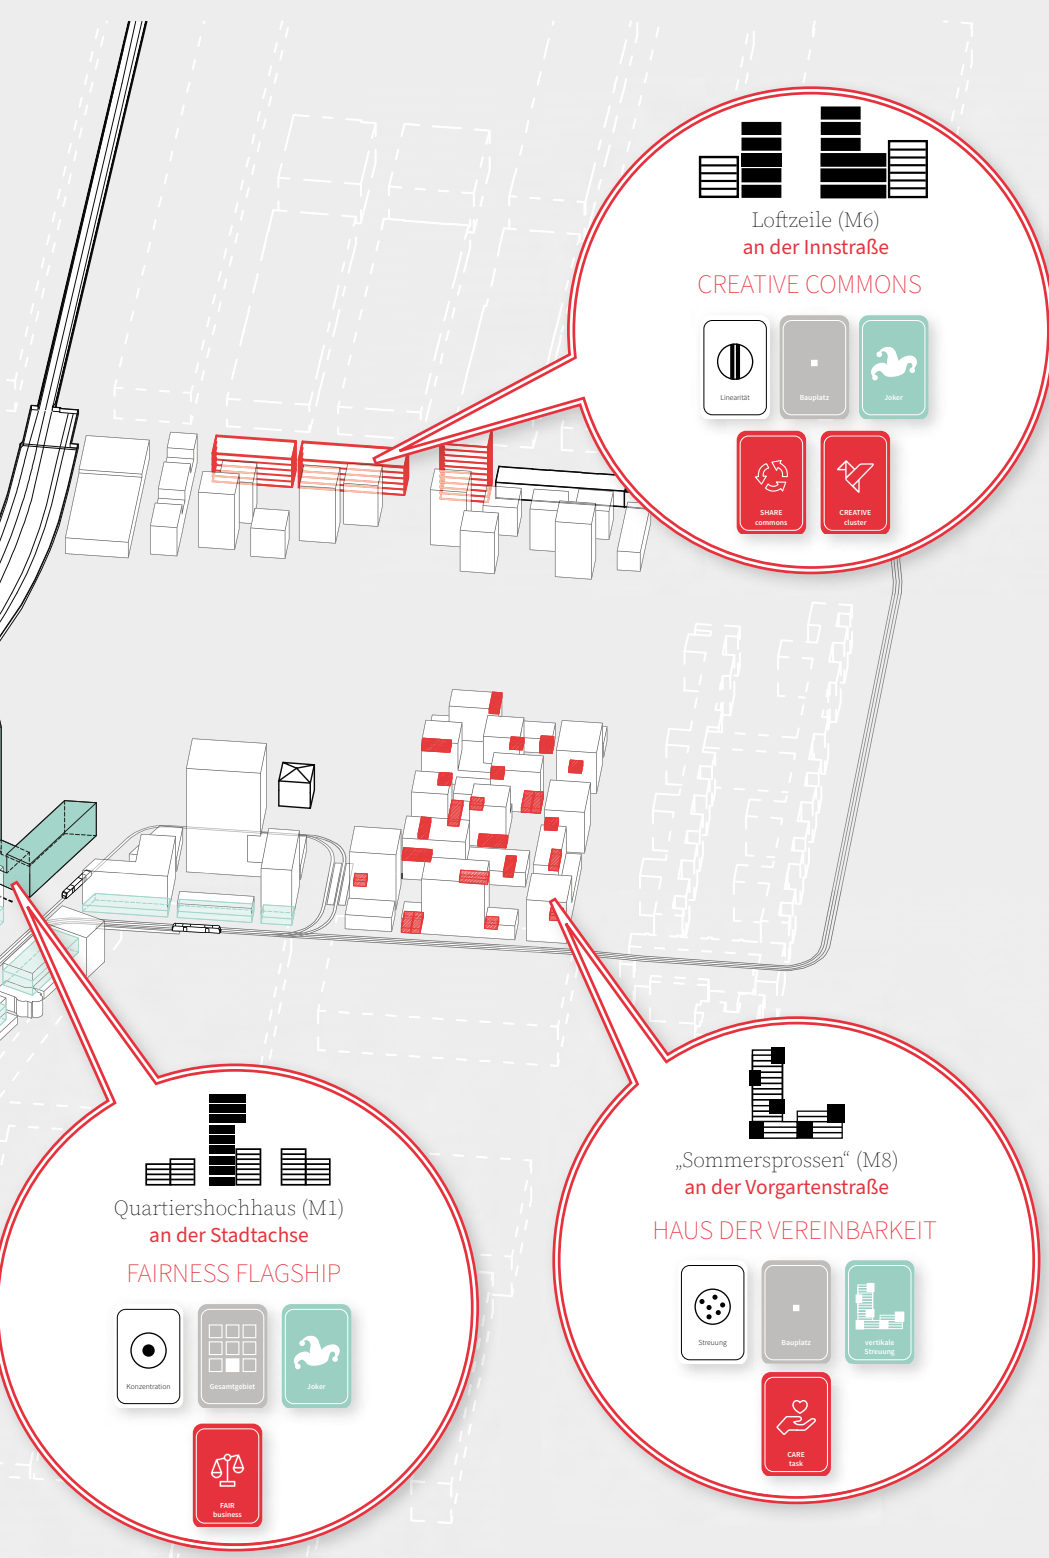 Loftzeile (M6)
an der Innstraße
CREATIVE COMMONS
Linearität
Bauplatz
Joker
SHARE
commons
CREATIVE
cluster
Quartiershochhaus (M1)
an der Stadtachse
FAIRNESS FLAGSHIP
Konzentration
Gesamtgebiet
Joker
FAIR
business
„Sommersprossen“ (M8)
an der Vorgartenstraße
HAUS DER VEREINBARKEIT
Streuung
Bauplatz
vertikale
Streuung
CARE
task